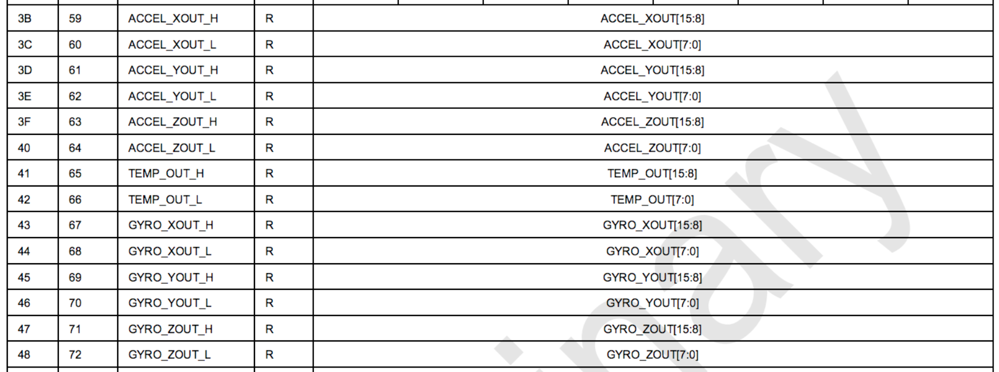 3B 59 ACCEL_XOUT_H R ACCEL_XOUT[15:8]
3C 60 ACCEL_XOUT_L R ACCEL_XOUT[7:0]
3D 61 ACCEL_YOUT_H R ACCEL_YOUT[15:8]
3E 62 ACCEL_YOUT_L R ACCEL_YOUT[7:0]
3F 63 ACCEL_ZOUT_H R ACCEL_ZOUT[15:8]
40 64 ACCEL_ZOUT_L R ACCEL_ZOUT[7:0]
41 65 TEMP_OUT_H R TEMP_OUT[15:8]
42 66 TEMP_OUT_L R TEMP_OUT[7:0]
43 67 GYRO_XOUT_H R GYRO_XOUT[15:8]
44 68 GYRO_XOUT_L R GYRO_XOUT[7:0]
45 69 GYRO_YOUT_H R GYRO_YOUT[15:8]
46 70 GYRO_YOUT_L R GYRO_YOUT[7:0]
47 71 GYRO_ZOUT_H R GYRO_ZOUT[15:8]
48 72 GYRO_ZOUT_L R GYRO_ZOUT[7:0]
inary